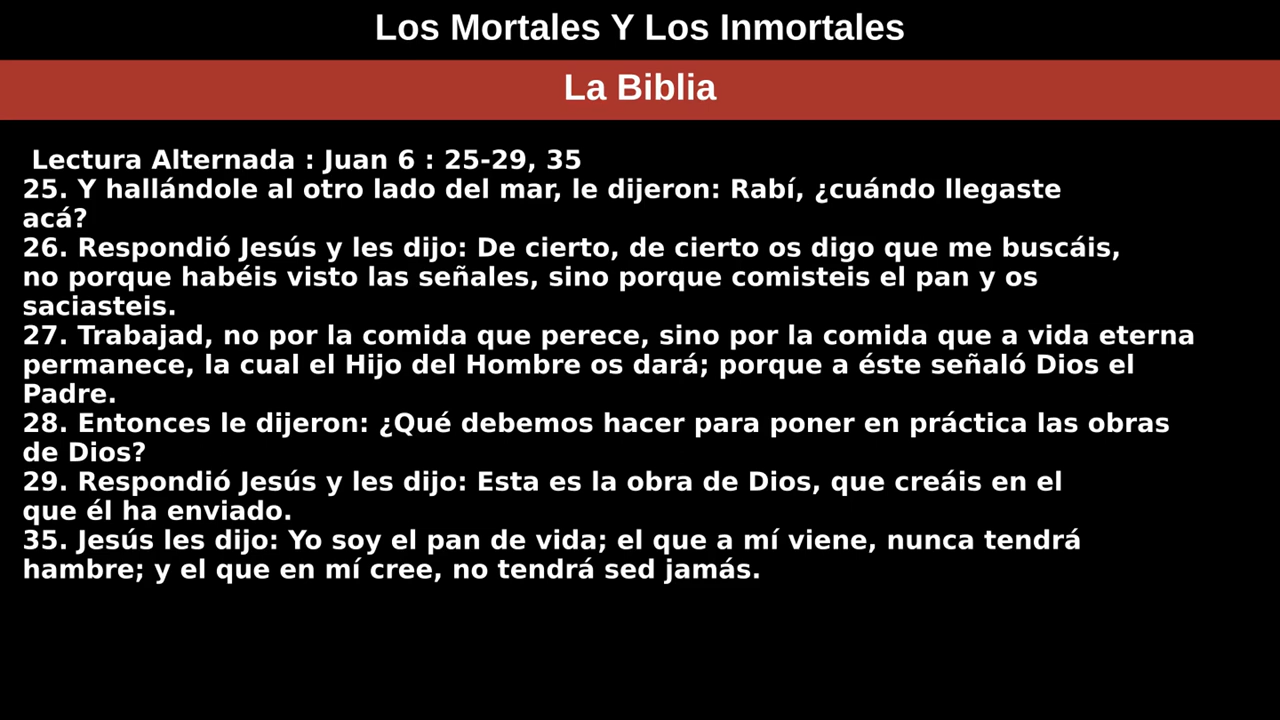 Los Mortales Y Los Inmortales
La Biblia
Lectura Alternada : Juan 6 : 25-29, 35
25. Y hallándole al otro lado del mar, le dijeron: Rabí, ¿cuándo llegaste
acá?
26. Respondió Jesús y les dijo: De cierto, de cierto os digo que me buscáis,
no porque habéis visto las señales, sino porque comisteis el pan y os
saciasteis.
27. Trabajad, no por la comida que perece, sino por la comida que a vida eterna
permanece, la cual el Hijo del Hombre os dará; porque a éste señaló Dios el
Padre.
28. Entonces le dijeron: ¿Qué debemos hacer para poner en práctica las obras
de Dios?
29. Respondió Jesús y les dijo: Esta es la obra de Dios, que creáis en el
que él ha enviado.
35. Jesús les dijo: Yo soy el pan de vida; el que a mí viene, nunca tendrá
hambre; y el que en mí cree, no tendrá sed jamás.